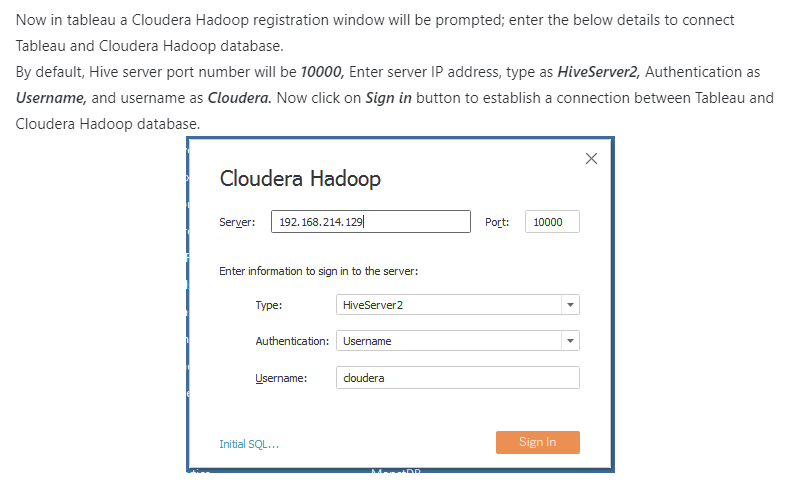 Now in tableau a Cloudera Hadoop registration window will be prompted; enter the below details to connect
Tableau and Cloudera Hadoop database.
By default, Hive server port number will be 10000, Enter server IP address, type as HiveServer2, Authentication as
Username, and username as Cloudera. Now click on Sign in button to establish a connection between Tableau and
Cloudera Hadoop database.
Cloudera Hadoop
Server: 192.168.214.129 Port: 10000
Enter information to sign in to the server:
Type: HiveServer2
Authentication: Username
Username: cloudera
Initial SQL... Sign In